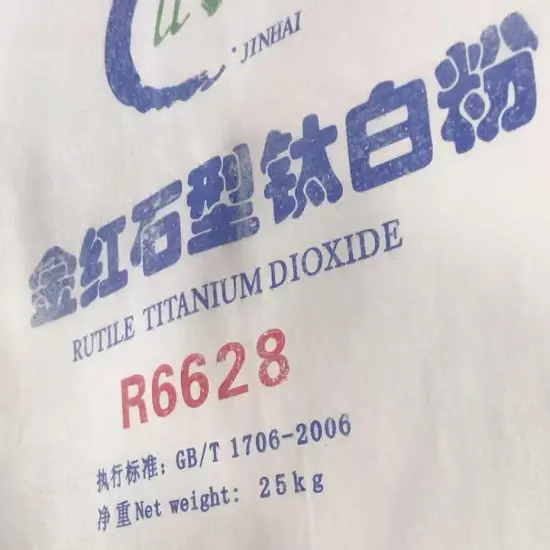 JINHAI
金红石型钛白粉
RUTILE TITANIUM DIOXIDE
R6628
执行标准: GB/T 1706-2006
净重Net weight: 25kg